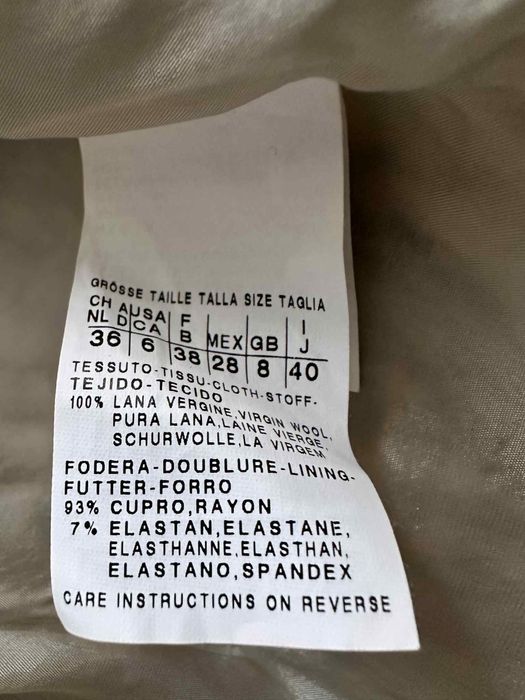 GRÖSSE TAILLE TALLA SIZE TAGLIA
CH A USA F I
NL D CA B MEX GB J
36 6 38 28 8 40
TESSUTO-TISSU-CLOTH-STOFF-
TEJIDO-TECIDO
100% LANA VERGINE,VIRGIN WOOL,
PURA LANA,LAINE VIERGE,
SCHURWOLLE,LA VIRGEM
FODERA-DOUBLURE-LINING-
FUTTER-FORRO
93% CUPRO,RAYON
7% ELASTAN,ELASTANE,
ELASTHANNE,ELASTHAN,
ELASTANO,SPANDEX
CARE INSTRUCTIONS ON REVERSE